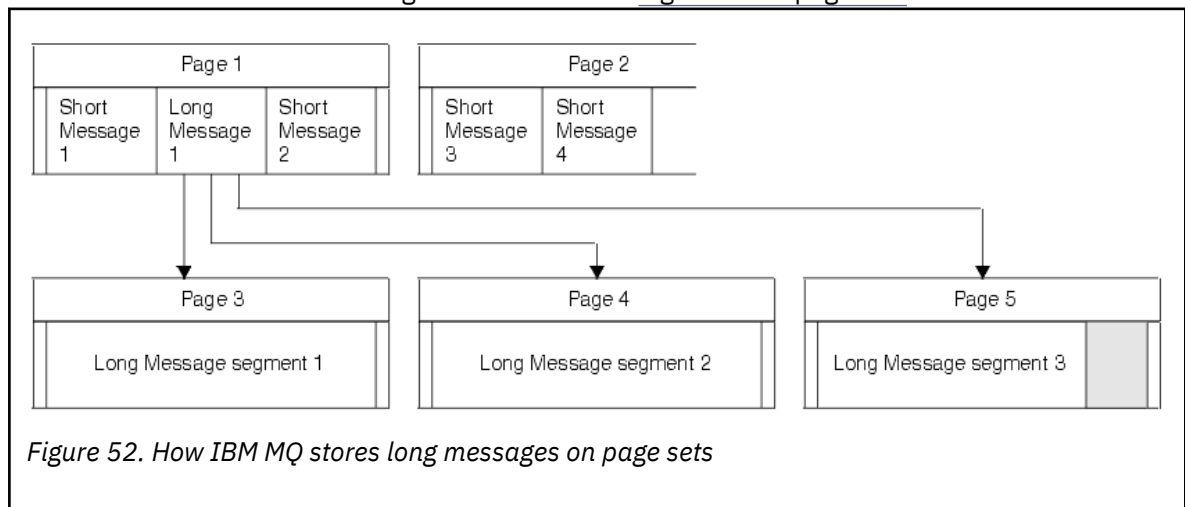 Page 1
Page 2
Short Message 1
Long Message 1
Short Message 2
Short Message 3
Short Message 4
Page 3
Page 4
Page 5
Long Message segment 1
Long Message segment 2
Long Message segment 3
Figure 52. How IBM MQ stores long messages on page sets